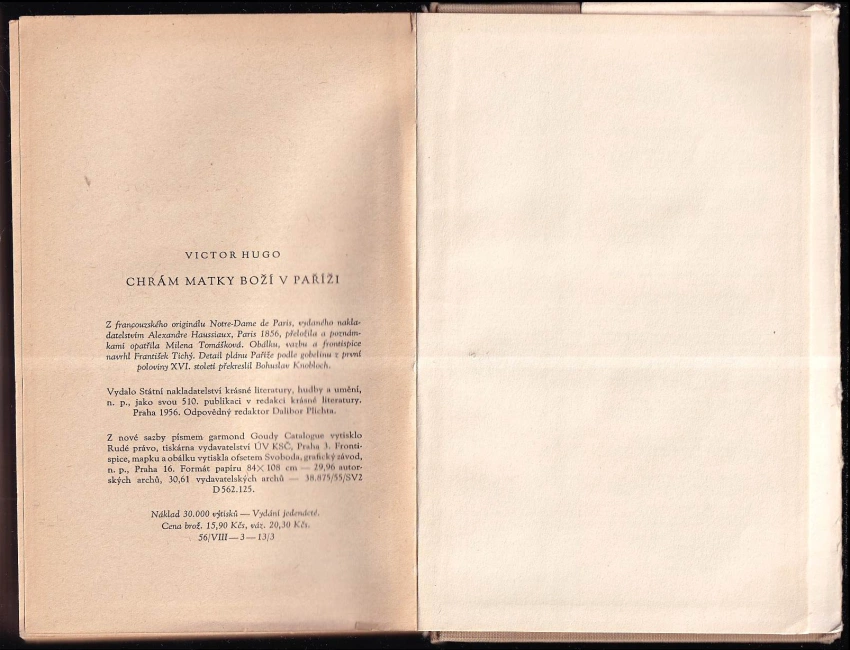 VICTOR HUGO
CHRÁM MATKY BOŽÍ V PAŘÍŽI
Z francouzského originálu Notre-Dame de Paris, vydaného nakla-
datelstvím Alexandre Haussiaux, Paris 1856, přeložila a poznám-
kami opatřila Milena Tomášková. Obálku, vazbu a frontispice
navrhl František Tichý. Detail plánu Paříže podle gobelinu z první
poloviny XVI. století překreslil Bohuslav Knobloch.
Vydalo Státní nakladatelství krásné literatury, hudby a umění,
n. p., jako svou 510. publikaci v redakci krásné literatury.
Praha 1956. Odpovědný redaktor Dalibor Plichta.
Z nové sazby písmem garmond Goudy Catalogue vytisklo
Rudé právo, tiskárna vydavatelství ÚV KSČ, Praha 3. Fronti-
spice, mapku a obálku vytiskla ofsetem Svoboda, grafický závod,
n. p., Praha 16. Formát papíru 84×108 cm — 29,96 autor-
ských archů, 30,61 vydavatelských archů — 38.875/55/SV2
D 562.125.
Náklad 30.000 výtisků — Vydání jedenácté.
Cena brož. 15,90 Kčs, váz. 20,30 Kčs.
56/VIII—3—13/3